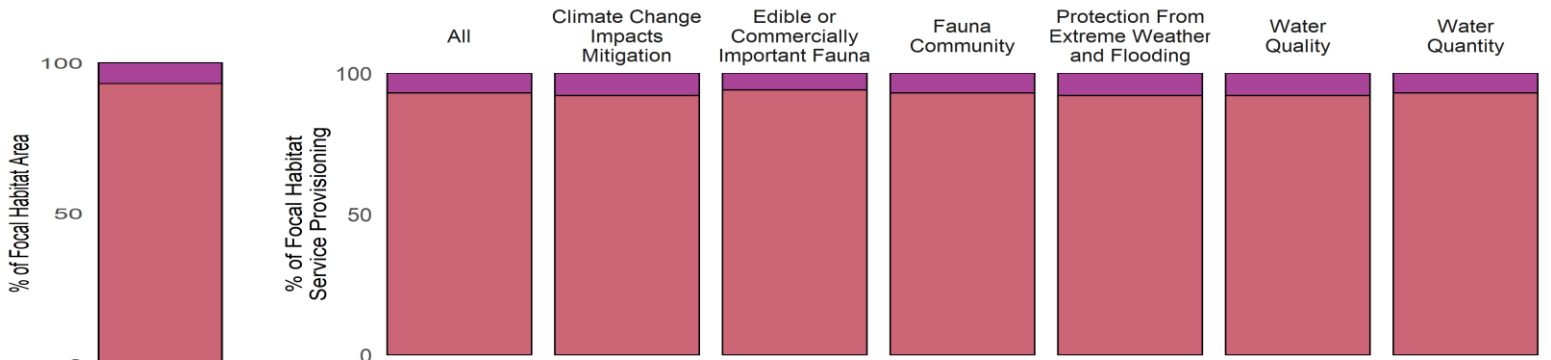 % of Focal Habitat Area
100
50
% of Focal Habitat
Service Provisioning
100
50
0
All
Climate Change
Impacts
Mitigation
Edible or
Commercially
Important Fauna
Fauna
Community
Protection From
Extreme Weather
and Flooding
Water
Quality
Water
Quantity